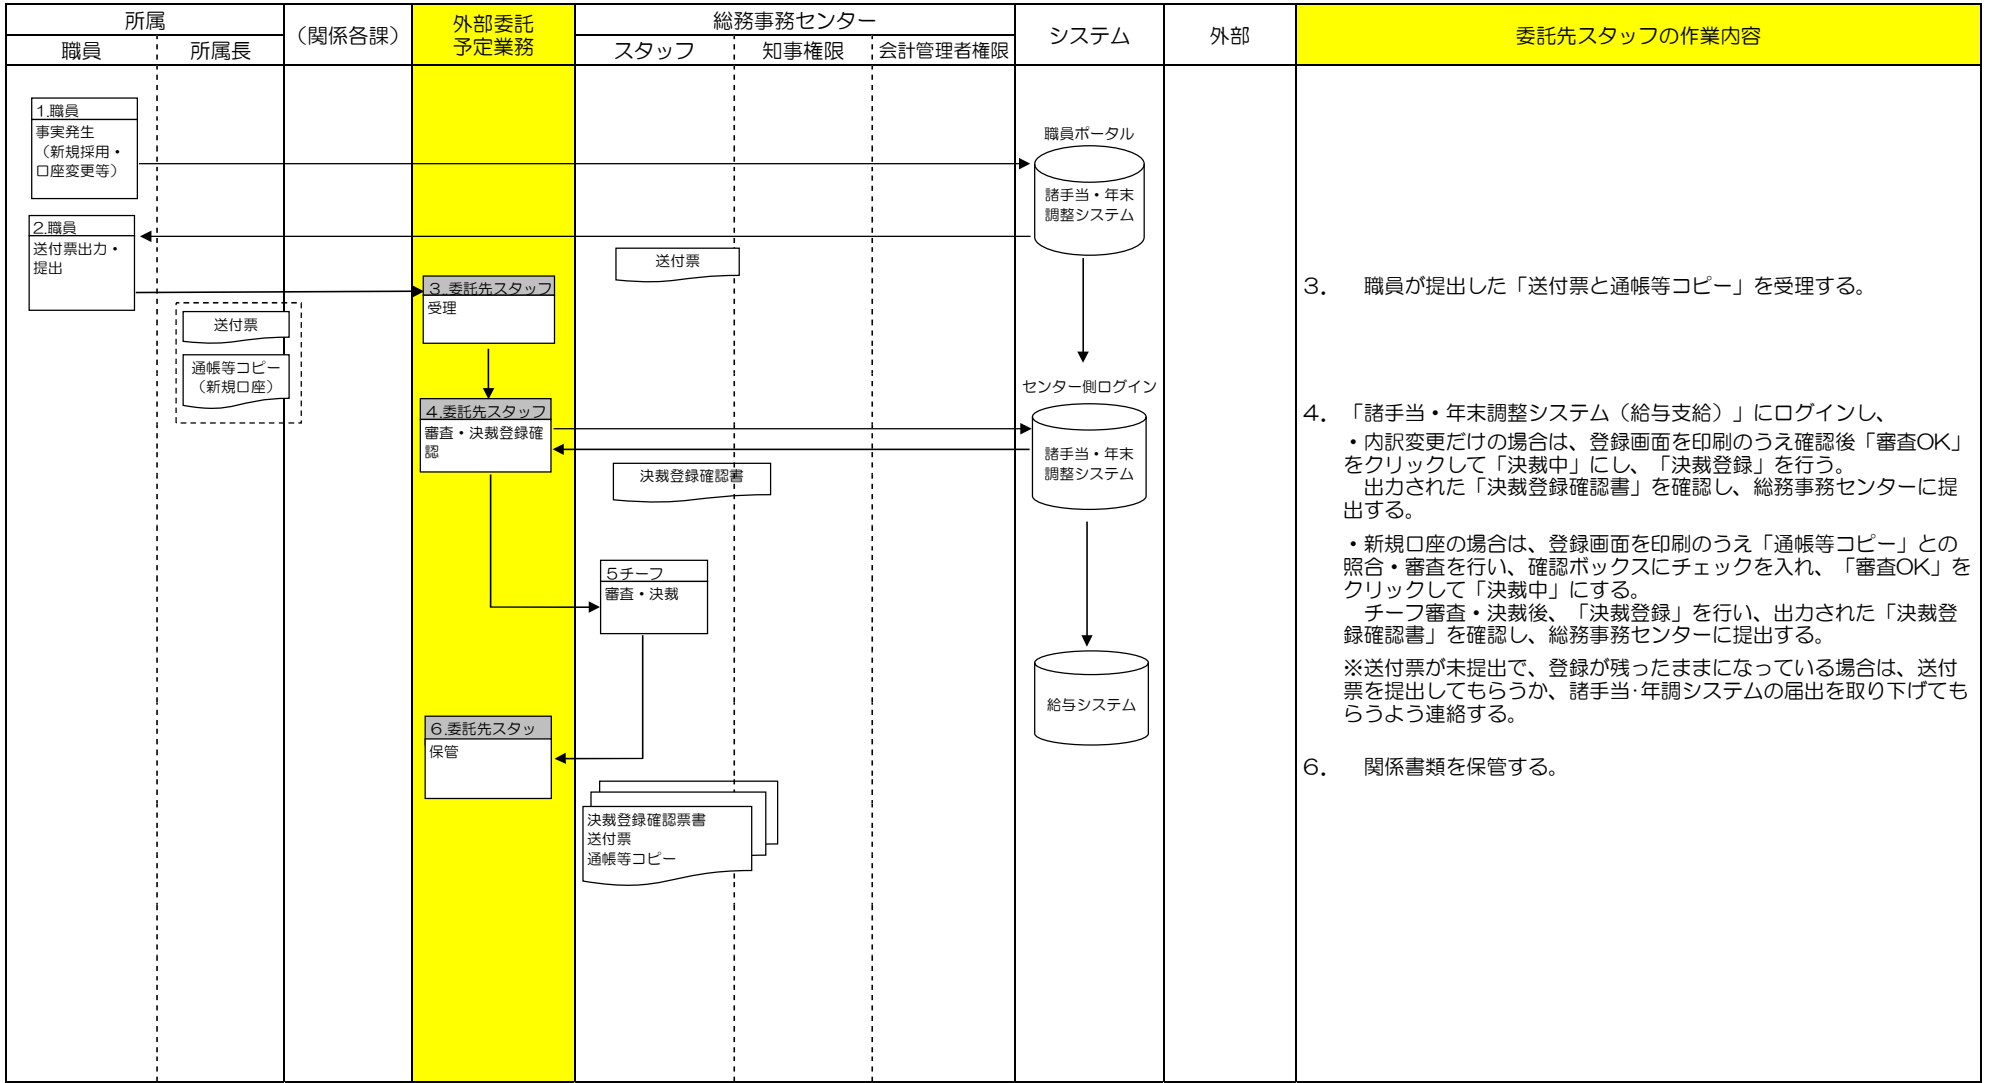 所属
（関係各課）
外部委託
予定業務
総務事務センター
システム
外部
委託先スタッフの作業内容
職員
所属長
スタッフ
知事権限
会計管理者権限
1.職員
事実発生
（新規採用・
口座変更等）
職員ポータル
諸手当・年末
調整システム
2.職員
送付票出力・
提出
送付票
送付票
通帳等コピー
（新規口座）
３.委託先スタッフ
受理
センター側ログイン
諸手当・年末
調整システム
４.委託先スタッフ
審査・決裁登録確
認
決裁登録確認書
５チーフ
審査・決裁
給与システム
６.委託先スタッ
保管
決裁登録確認票書
送付票
通帳等コピー
３．　職員が提出した「送付票と通帳等コピー」を受理する。
４．「諸手当・年末調整システム（給与支給）」にログインし、
・内訳変更だけの場合は、登録画面を印刷のうえ確認後「審査OK」
をクリックして「決裁中」にし、「決裁登録」を行う。
出力された「決裁登録確認書」を確認し、総務事務センターに提
出する。
・新規口座の場合は、登録画面を印刷のうえ「通帳等コピー」との
照合・審査を行い、確認ボックスにチェックを入れ、「審査OK」を
クリックして「決裁中」にする。
チーフ審査・決裁後、「決裁登録」を行い、出力された「決裁登
録確認書」を確認し、総務事務センターに提出する。
※送付票が未提出で、登録が残ったままになっている場合は、送付
票を提出してもらうか、諸手当･年調システムの届出を取り下げても
らうよう連絡する。
６．　関係書類を保管する。